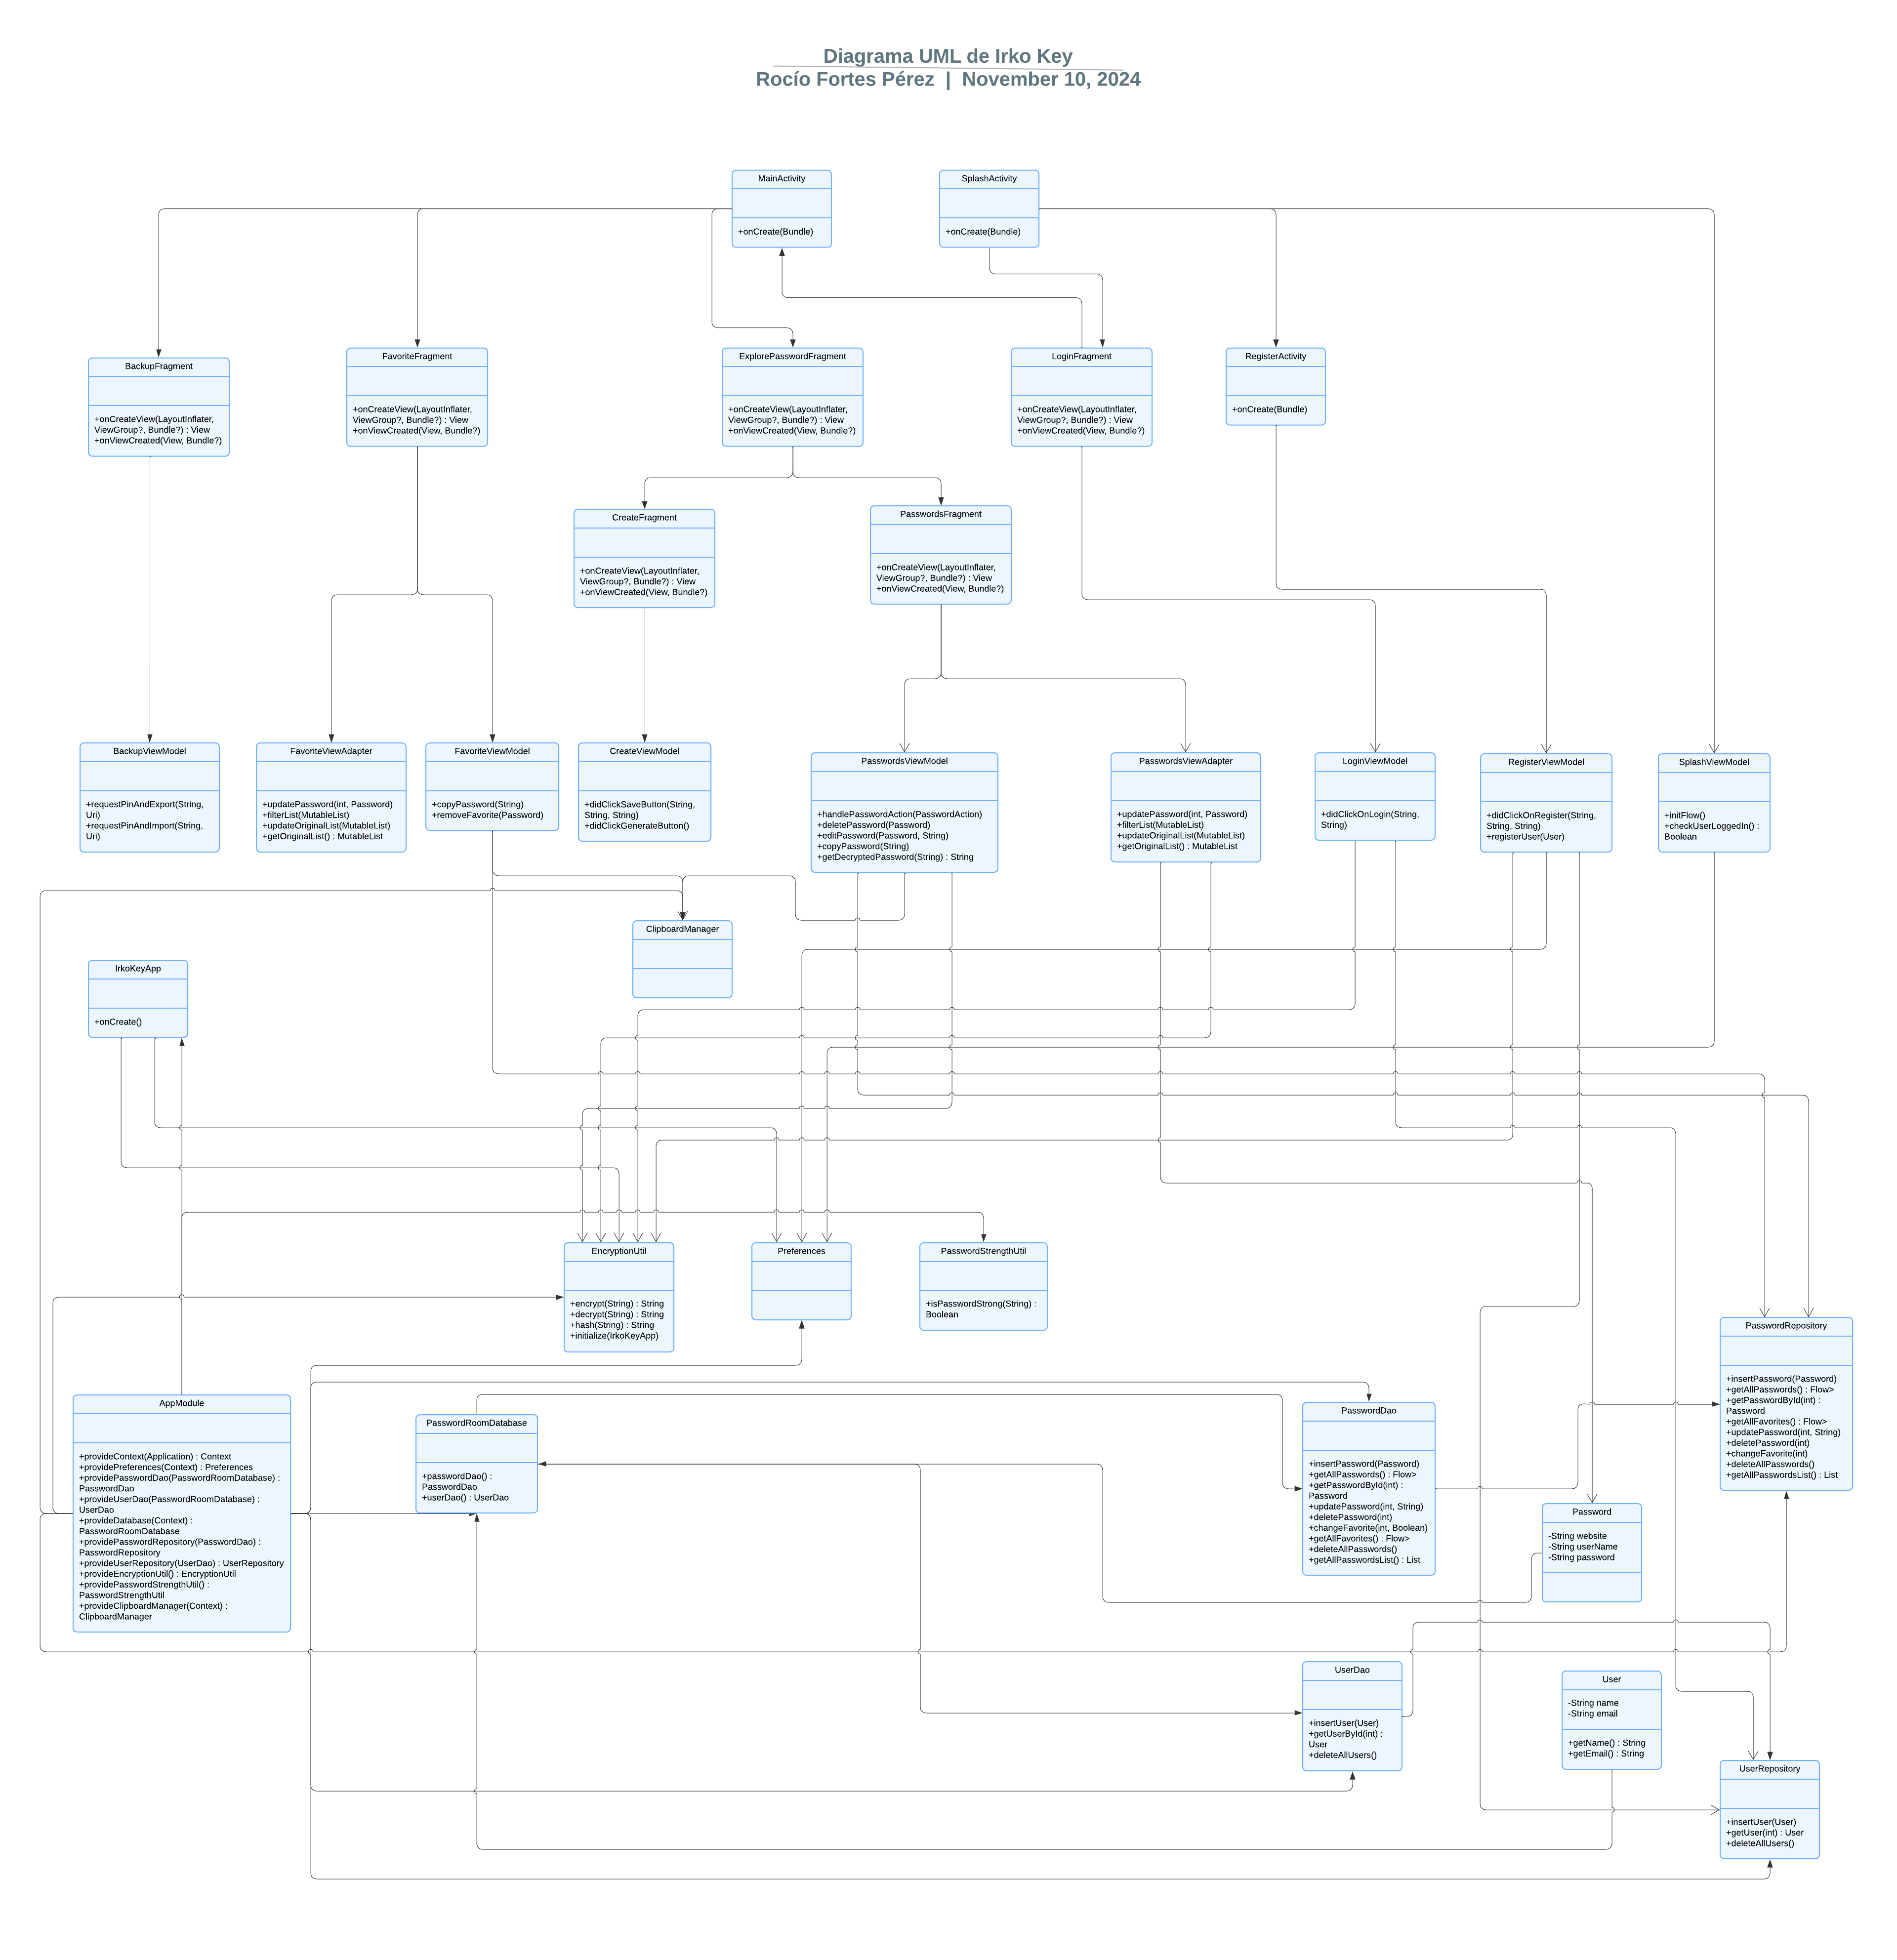 Diagrama UML de Irko Key
Rocío Fortes Pérez | November 10, 2024
MainActivity
+onCreate(Bundle)
SplashActivity
+onCreate(Bundle)
BackupFragment
+onCreateView(LayoutInflater,
ViewGroup?, Bundle?) : View
+onViewCreated(View, Bundle?)
FavoriteFragment
+onCreateView(LayoutInflater,
ViewGroup?, Bundle?) : View
+onViewCreated(View, Bundle?)
ExplorePasswordFragment
+onCreateView(LayoutInflater,
ViewGroup?, Bundle?) : View
+onViewCreated(View, Bundle?)
LoginFragment
+onCreateView(LayoutInflater,
ViewGroup?, Bundle?) : View
+onViewCreated(View, Bundle?)
RegisterActivity
+onCreate(Bundle)
CreateFragment
+onCreateView(LayoutInflater,
ViewGroup?, Bundle?) : View
+onViewCreated(View, Bundle?)
PasswordsFragment
+onCreateView(LayoutInflater,
ViewGroup?, Bundle?) : View
+onViewCreated(View, Bundle?)
BackupViewModel
+requestPinAndExport(String,
Uri)
+requestPinAndImport(String,
Uri)
FavoriteViewAdapter
+updatePassword(int, Password)
+filterList(MutableList)
+updateOriginalList(MutableList)
+getOriginalList() : MutableList
FavoriteViewModel
+copyPassword(String)
+removeFavorite(Password)
CreateViewModel
+didClickSaveButton(String,
String, String)
+didClickGenerateButton()
PasswordsViewModel
+handlePasswordAction(PasswordAction)
+deletePassword(Password)
+editPassword(Password, String)
+copyPassword(String)
+getDecryptedPassword(String) : String
PasswordsViewAdapter
+updatePassword(int, Password)
+filterList(MutableList)
+updateOriginalList(MutableList)
+getOriginalList() : MutableList
LoginViewModel
+didClickOnLogin(String,
String)
RegisterViewModel
+didClickOnRegister(String,
String, String)
+registerUser(User)
SplashViewModel
+initFlow()
+checkUserLoggedIn() :
Boolean
ClipboardManager
IrkoKeyApp
+onCreate()
EncryptionUtil
+encrypt(String) : String
+decrypt(String) : String
+hash(String) : String
+initialize(IrkoKeyApp)
Preferences
PasswordStrengthUtil
+isPasswordStrong(String) :
Boolean
PasswordRepository
+insertPassword(Password)
+getAllPasswords() : Flow>
+getPasswordById(int) :
Password
+getAllFavorites() : Flow>
+updatePassword(int, String)
+deletePassword(int)
+changeFavorite(int)
+deleteAllPasswords()
+getAllPasswordsList() : List
AppModule
+provideContext(Application) : Context
+providePreferences(Context) : Preferences
+providePasswordDao(PasswordRoomDatabase) :
PasswordDao
+provideUserDao(PasswordRoomDatabase) :
UserDao
+provideDatabase(Context) :
PasswordRoomDatabase
+providePasswordRepository(PasswordDao) :
PasswordRepository
+provideUserRepository(UserDao) : UserRepository
+provideEncryptionUtil() : EncryptionUtil
+providePasswordStrengthUtil() :
PasswordStrengthUtil
+provideClipboardManager(Context) :
ClipboardManager
PasswordRoomDatabase
+passwordDao() :
PasswordDao
+userDao() : UserDao
PasswordDao
+insertPassword(Password)
+getAllPasswords() : Flow>
+getPasswordById(int) :
Password
+updatePassword(int, String)
+deletePassword(int)
+changeFavorite(int, Boolean)
+getAllFavorites() : Flow>
+deleteAllPasswords()
+getAllPasswordsList() : List
Password
-String website
-String userName
-String password
UserDao
+insertUser(User)
+getUserById(int) :
User
+deleteAllUsers()
User
-String name
-String email
+getName() : String
+getEmail() : String
UserRepository
+insertUser(User)
+getUser(int) : User
+deleteAllUsers()